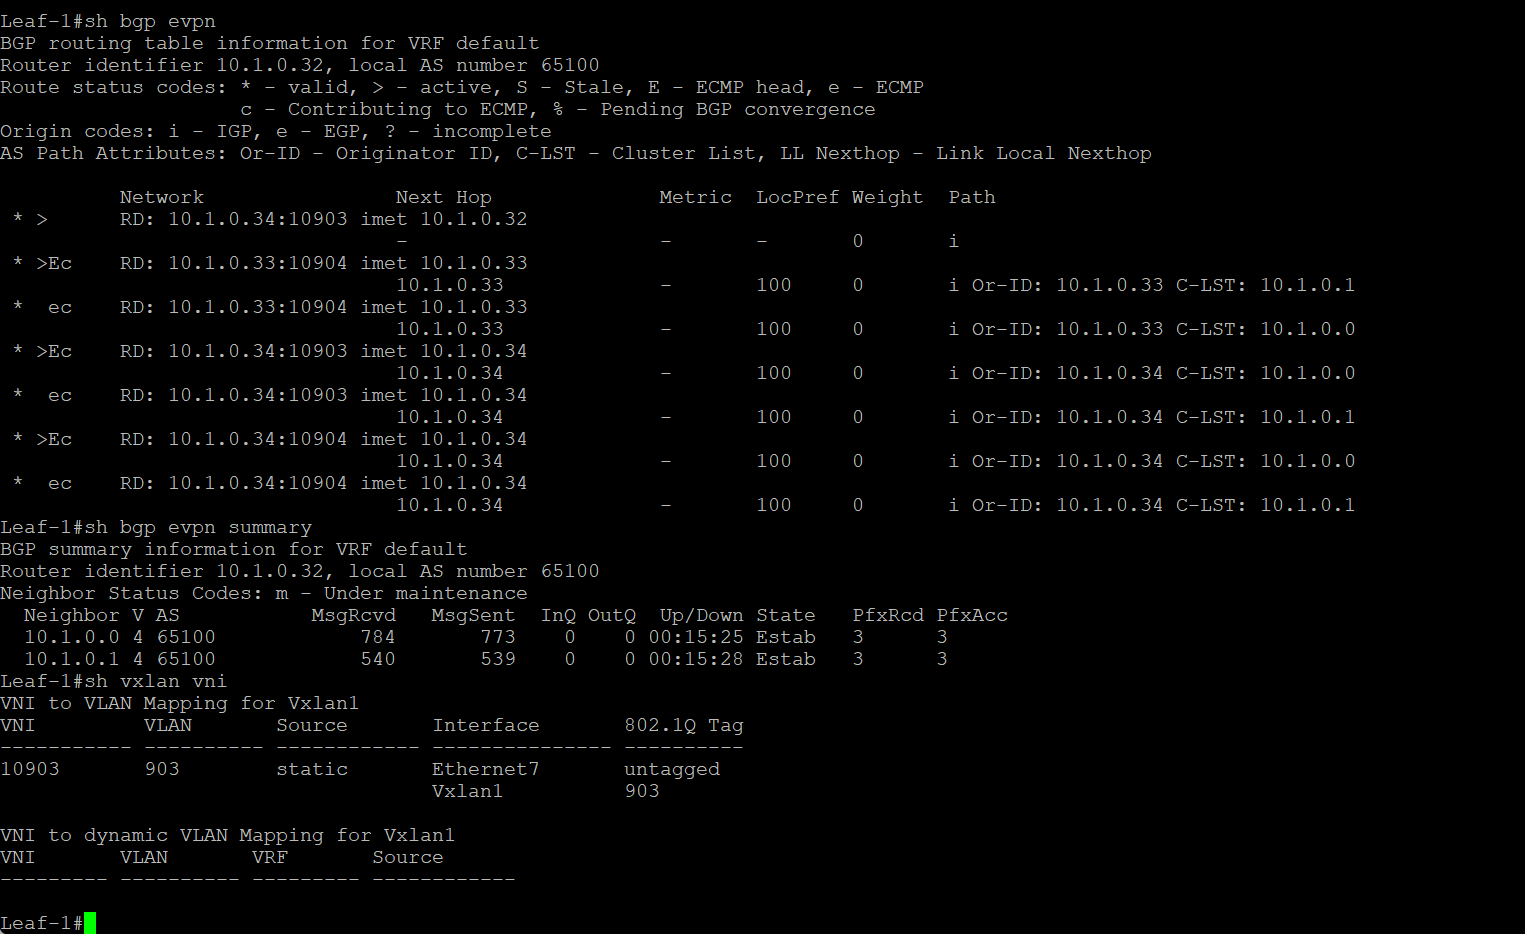 Leaf-1#sh bgp evpn
BGP routing table information for VRF default
Router identifier 10.1.0.32, local AS number 65100
Route status codes: * - valid, > - active, S - Stale, E - ECMP head, e - ECMP
                    c - Contributing to ECMP, % - Pending BGP convergence
Origin codes: i - IGP, e - EGP, ? - incomplete
AS Path Attributes: Or-ID - Originator ID, C-LST - Cluster List, LL Nexthop - Link Local Nexthop

          Network                Next Hop              Metric  LocPref Weight  Path
 * >      RD: 10.1.0.34:10903 imet 10.1.0.32
                                 -                     -       -       0       i
 * >Ec    RD: 10.1.0.33:10904 imet 10.1.0.33
                                 10.1.0.33             -       100     0       i Or-ID: 10.1.0.33 C-LST: 10.1.0.1
 *  ec    RD: 10.1.0.33:10904 imet 10.1.0.33
                                 10.1.0.33             -       100     0       i Or-ID: 10.1.0.33 C-LST: 10.1.0.0
 * >Ec    RD: 10.1.0.34:10903 imet 10.1.0.34
                                 10.1.0.34             -       100     0       i Or-ID: 10.1.0.34 C-LST: 10.1.0.0
 *  ec    RD: 10.1.0.34:10903 imet 10.1.0.34
                                 10.1.0.34             -       100     0       i Or-ID: 10.1.0.34 C-LST: 10.1.0.1
 * >Ec    RD: 10.1.0.34:10904 imet 10.1.0.34
                                 10.1.0.34             -       100     0       i Or-ID: 10.1.0.34 C-LST: 10.1.0.0
 *  ec    RD: 10.1.0.34:10904 imet 10.1.0.34
                                 10.1.0.34             -       100     0       i Or-ID: 10.1.0.34 C-LST: 10.1.0.1
Leaf-1#sh bgp evpn summary
BGP summary information for VRF default
Router identifier 10.1.0.32, local AS number 65100
Neighbor Status Codes: m - Under maintenance
  Neighbor V AS           MsgRcvd   MsgSent  InQ OutQ  Up/Down State   PfxRcd PfxAcc
  10.1.0.0 4 65100            784       773    0    0 00:15:25 Estab   3      3
  10.1.0.1 4 65100            540       539    0    0 00:15:28 Estab   3      3
Leaf-1#sh vxlan vni
VNI to VLAN Mapping for Vxlan1
VNI         VLAN       Source       Interface       802.1Q Tag
----------- ---------- ------------ --------------- ----------
10903       903        static       Ethernet7       untagged
                                    Vxlan1          903

VNI to dynamic VLAN Mapping for Vxlan1
VNI       VLAN       VRF       Source
--------- ---------- --------- ------------

Leaf-1#